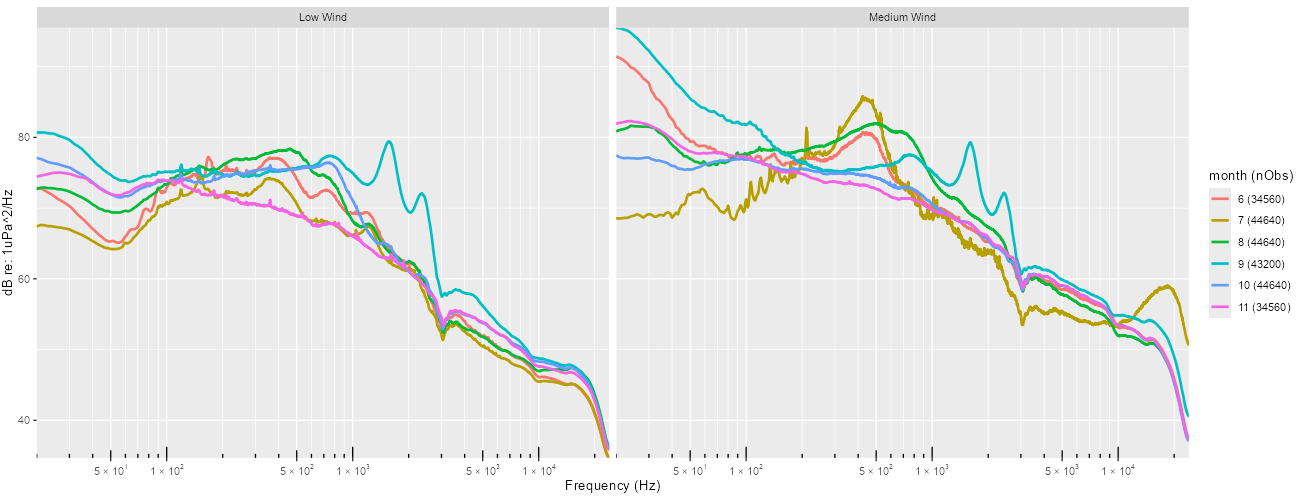 Low Wind
Medium Wind
dB re: 1uPa^2/Hz
80
60
40
5 × 10¹
1 × 10²
5 × 10²
1 × 10³
5 × 10³
1 × 10⁴
5 × 10¹
1 × 10²
5 × 10²
1 × 10³
5 × 10³
1 × 10⁴
Frequency (Hz)
month (nObs)
6 (34560)
7 (44640)
8 (44640)
9 (43200)
10 (44640)
11 (34560)